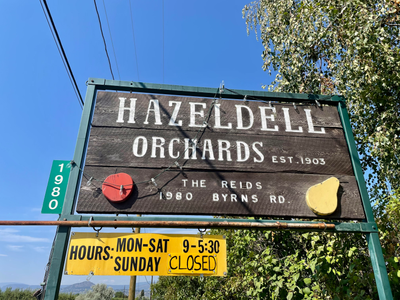 HAZELDELL
ORCHARDS EST. 1903
THE REIDS
1980 BYRNS RD.
1980
HOURS: MON-SAT 9-5:30
SUNDAY CLOSED